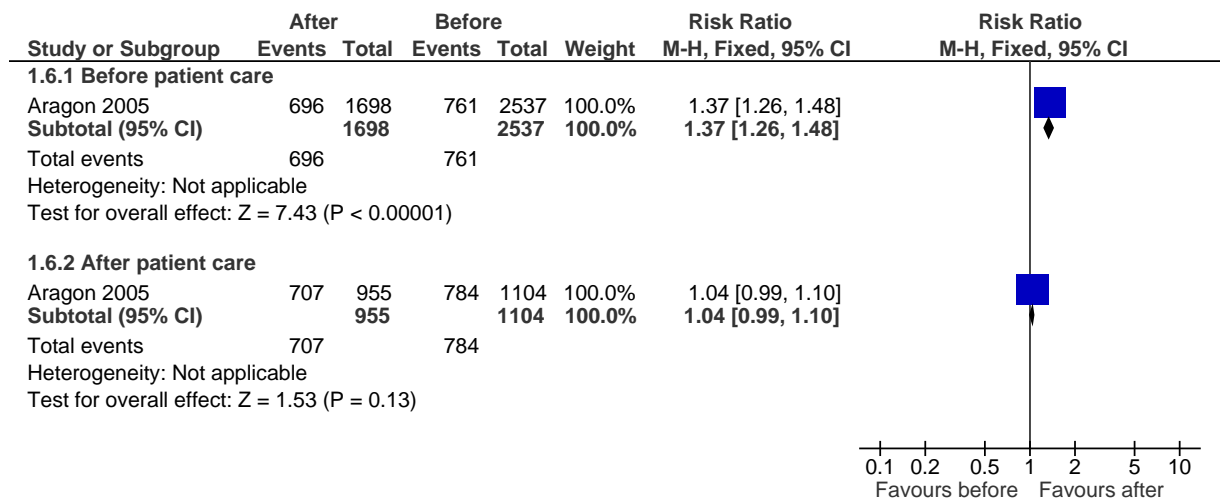 After Before Risk Ratio Risk Ratio
Study or Subgroup Events Total Events Total Weight M-H, Fixed, 95% CI M-H, Fixed, 95% CI
1.6.1 Before patient care
Aragon 2005 696 1698 761 2537 100.0% 1.37 [1.26, 1.48]
Subtotal (95% CI) 1698 2537 100.0% 1.37 [1.26, 1.48]
Total events 696 761
Heterogeneity: Not applicable
Test for overall effect: Z = 7.43 (P < 0.00001)
1.6.2 After patient care
Aragon 2005 707 955 784 1104 100.0% 1.04 [0.99, 1.10]
Subtotal (95% CI) 955 1104 100.0% 1.04 [0.99, 1.10]
Total events 707 784
Heterogeneity: Not applicable
Test for overall effect: Z = 1.53 (P = 0.13)
0.1 0.2 0.5 1 2 5 10
Favours before Favours after